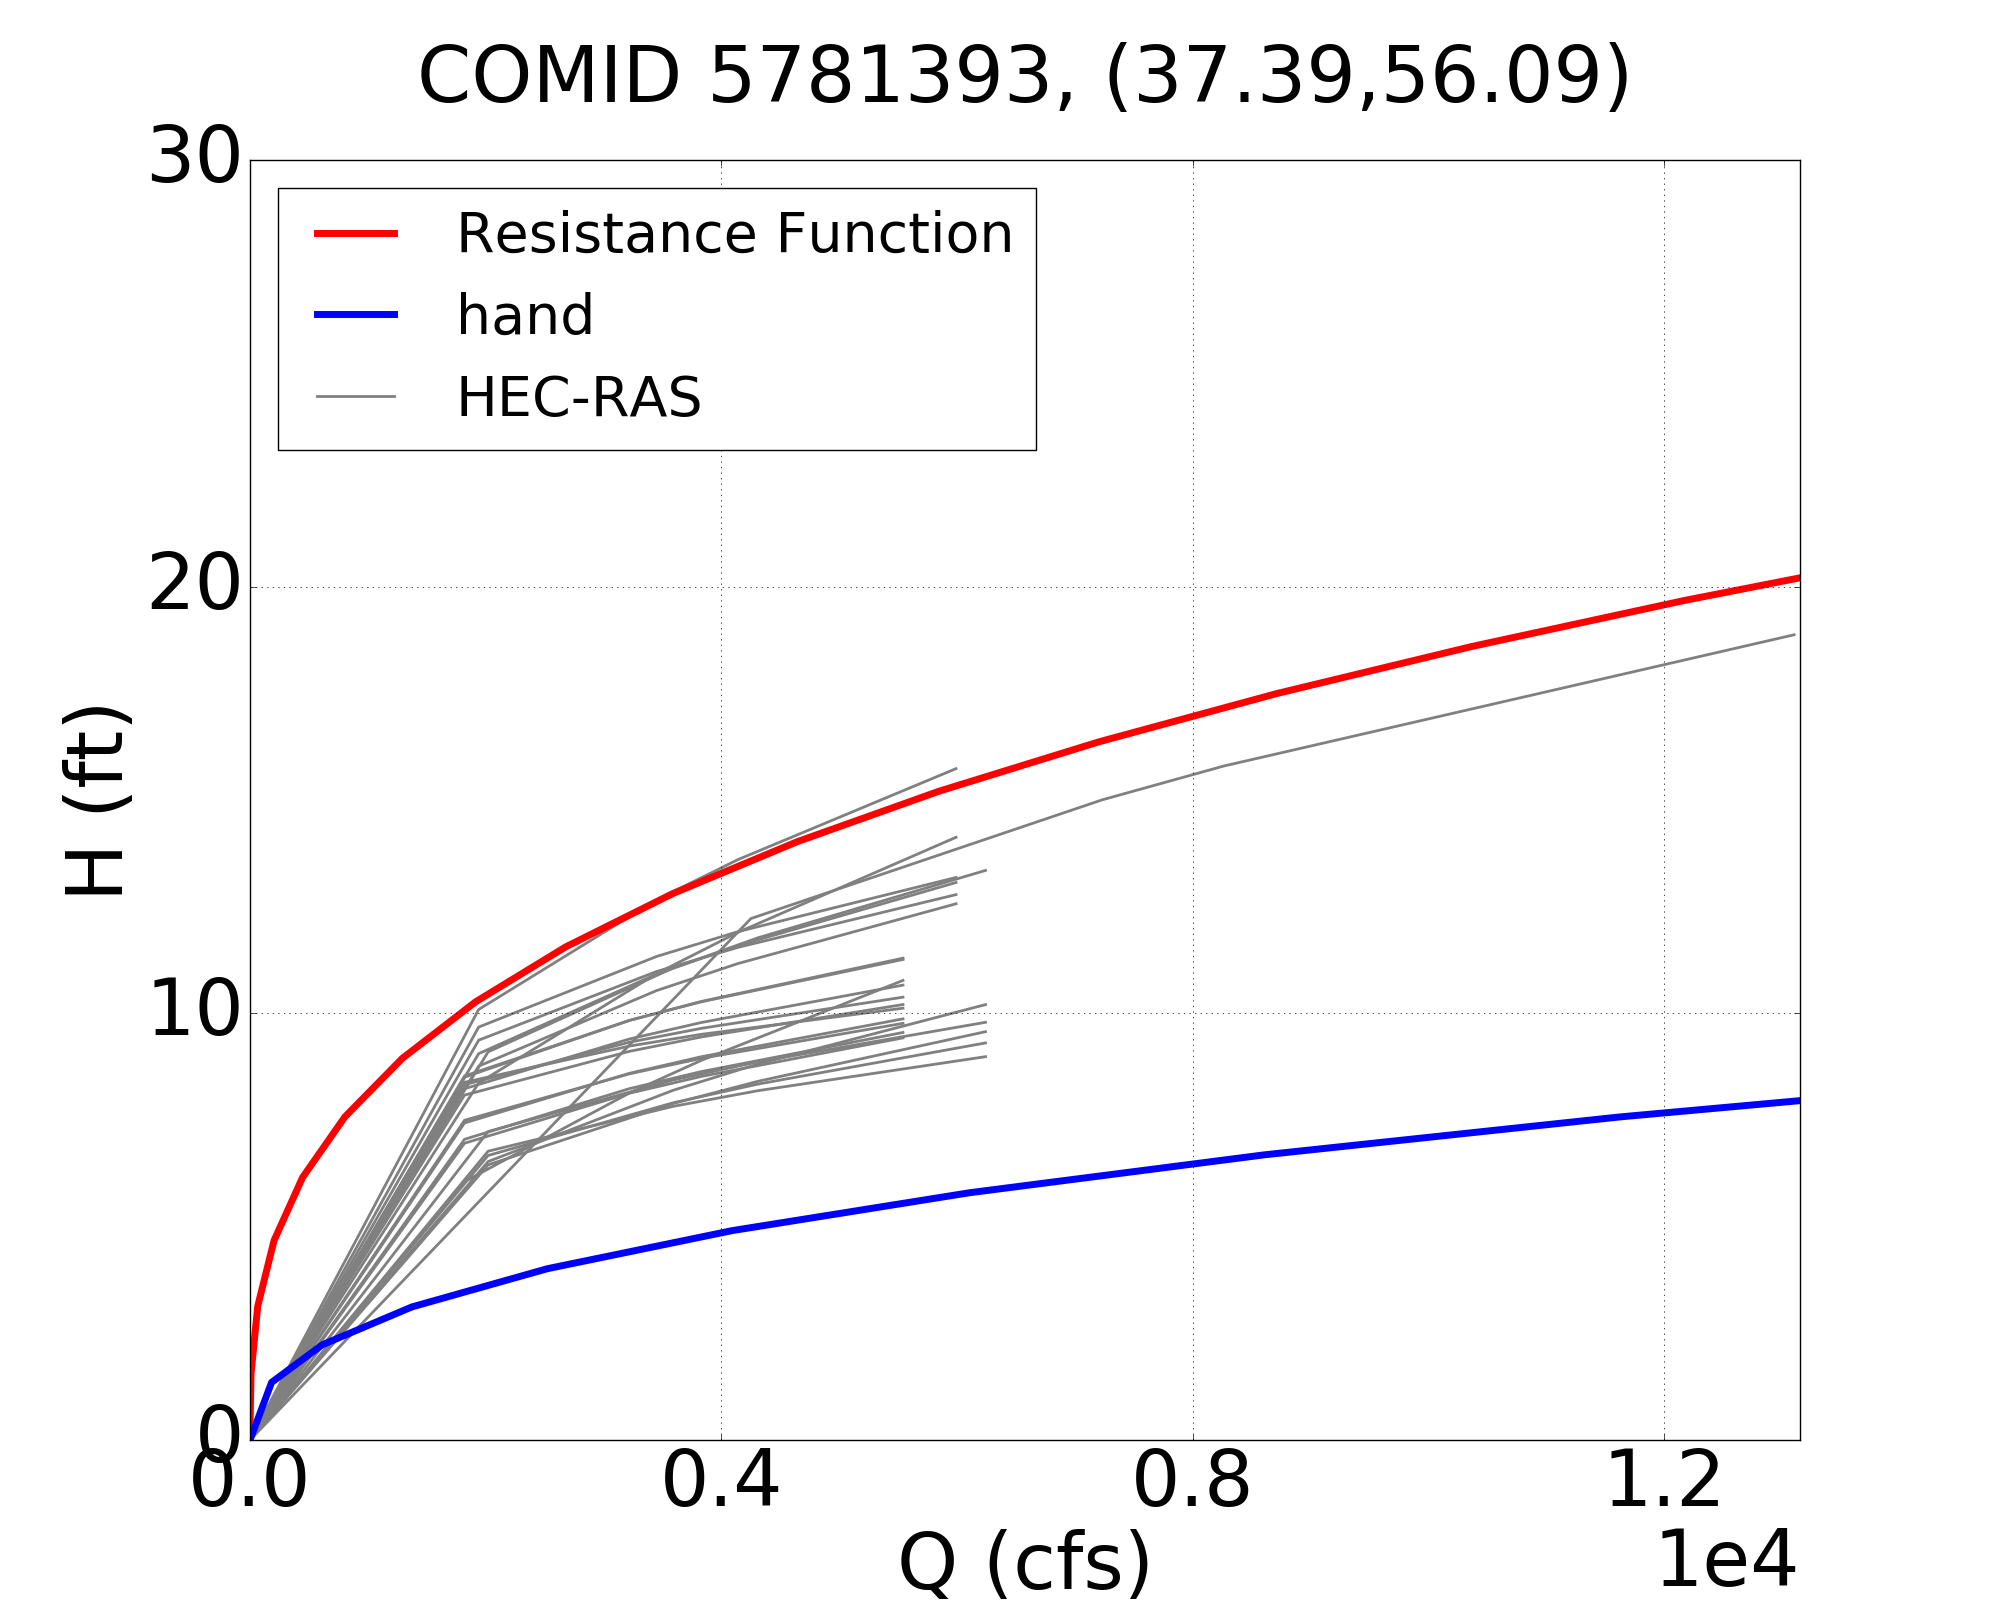 COMID 5781393, (37.39,56.09)
30
Resistance Function
hand
HEC-RAS
20
H (ft)
10
0
0.0 0.4 0.8 1.2
1e4
Q (cfs)